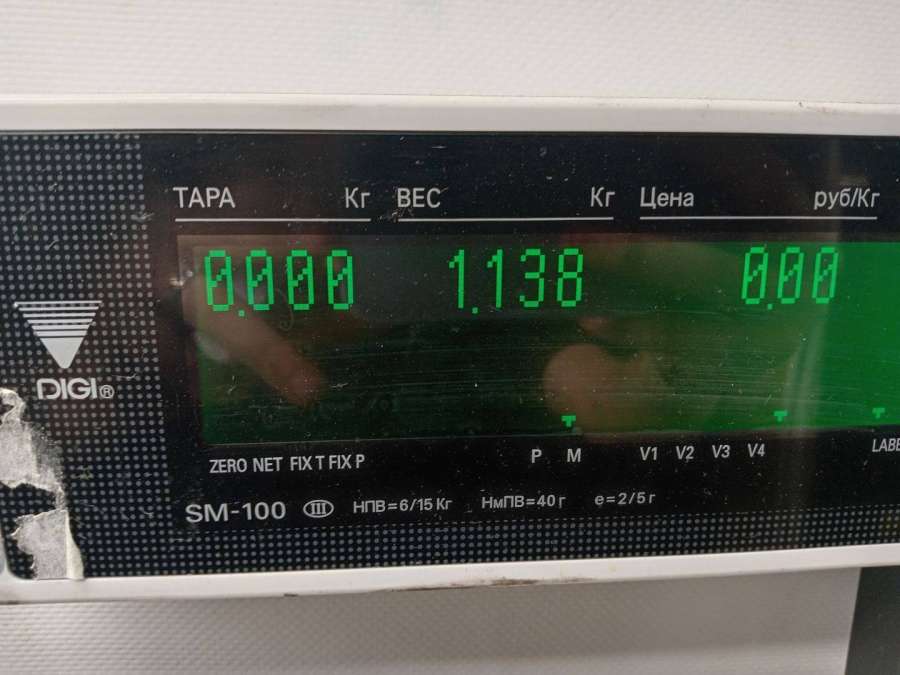 ТАРА Кг ВЕС Кг Цена руб/Кг
0.000 1.138 0.00
DIGI®
ZERO NET FIX T FIX P P M V1 V2 V3 V4
SM-100 III НПВ=6/15 Кг НмПВ=40 г е=2/5 г